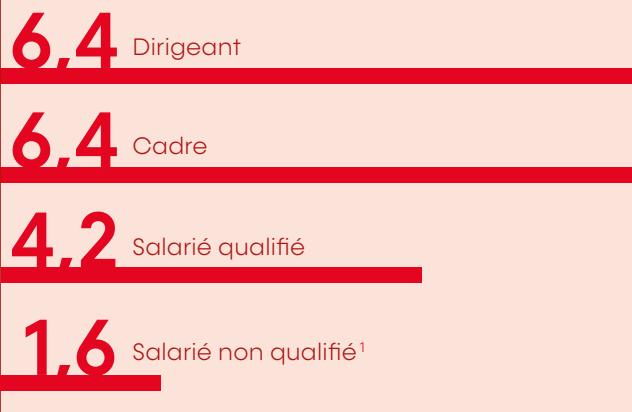 6,4 Dirigeant
6,4 Cadre
4,2 Salarié qualifié
1,6 Salarié non qualifié¹